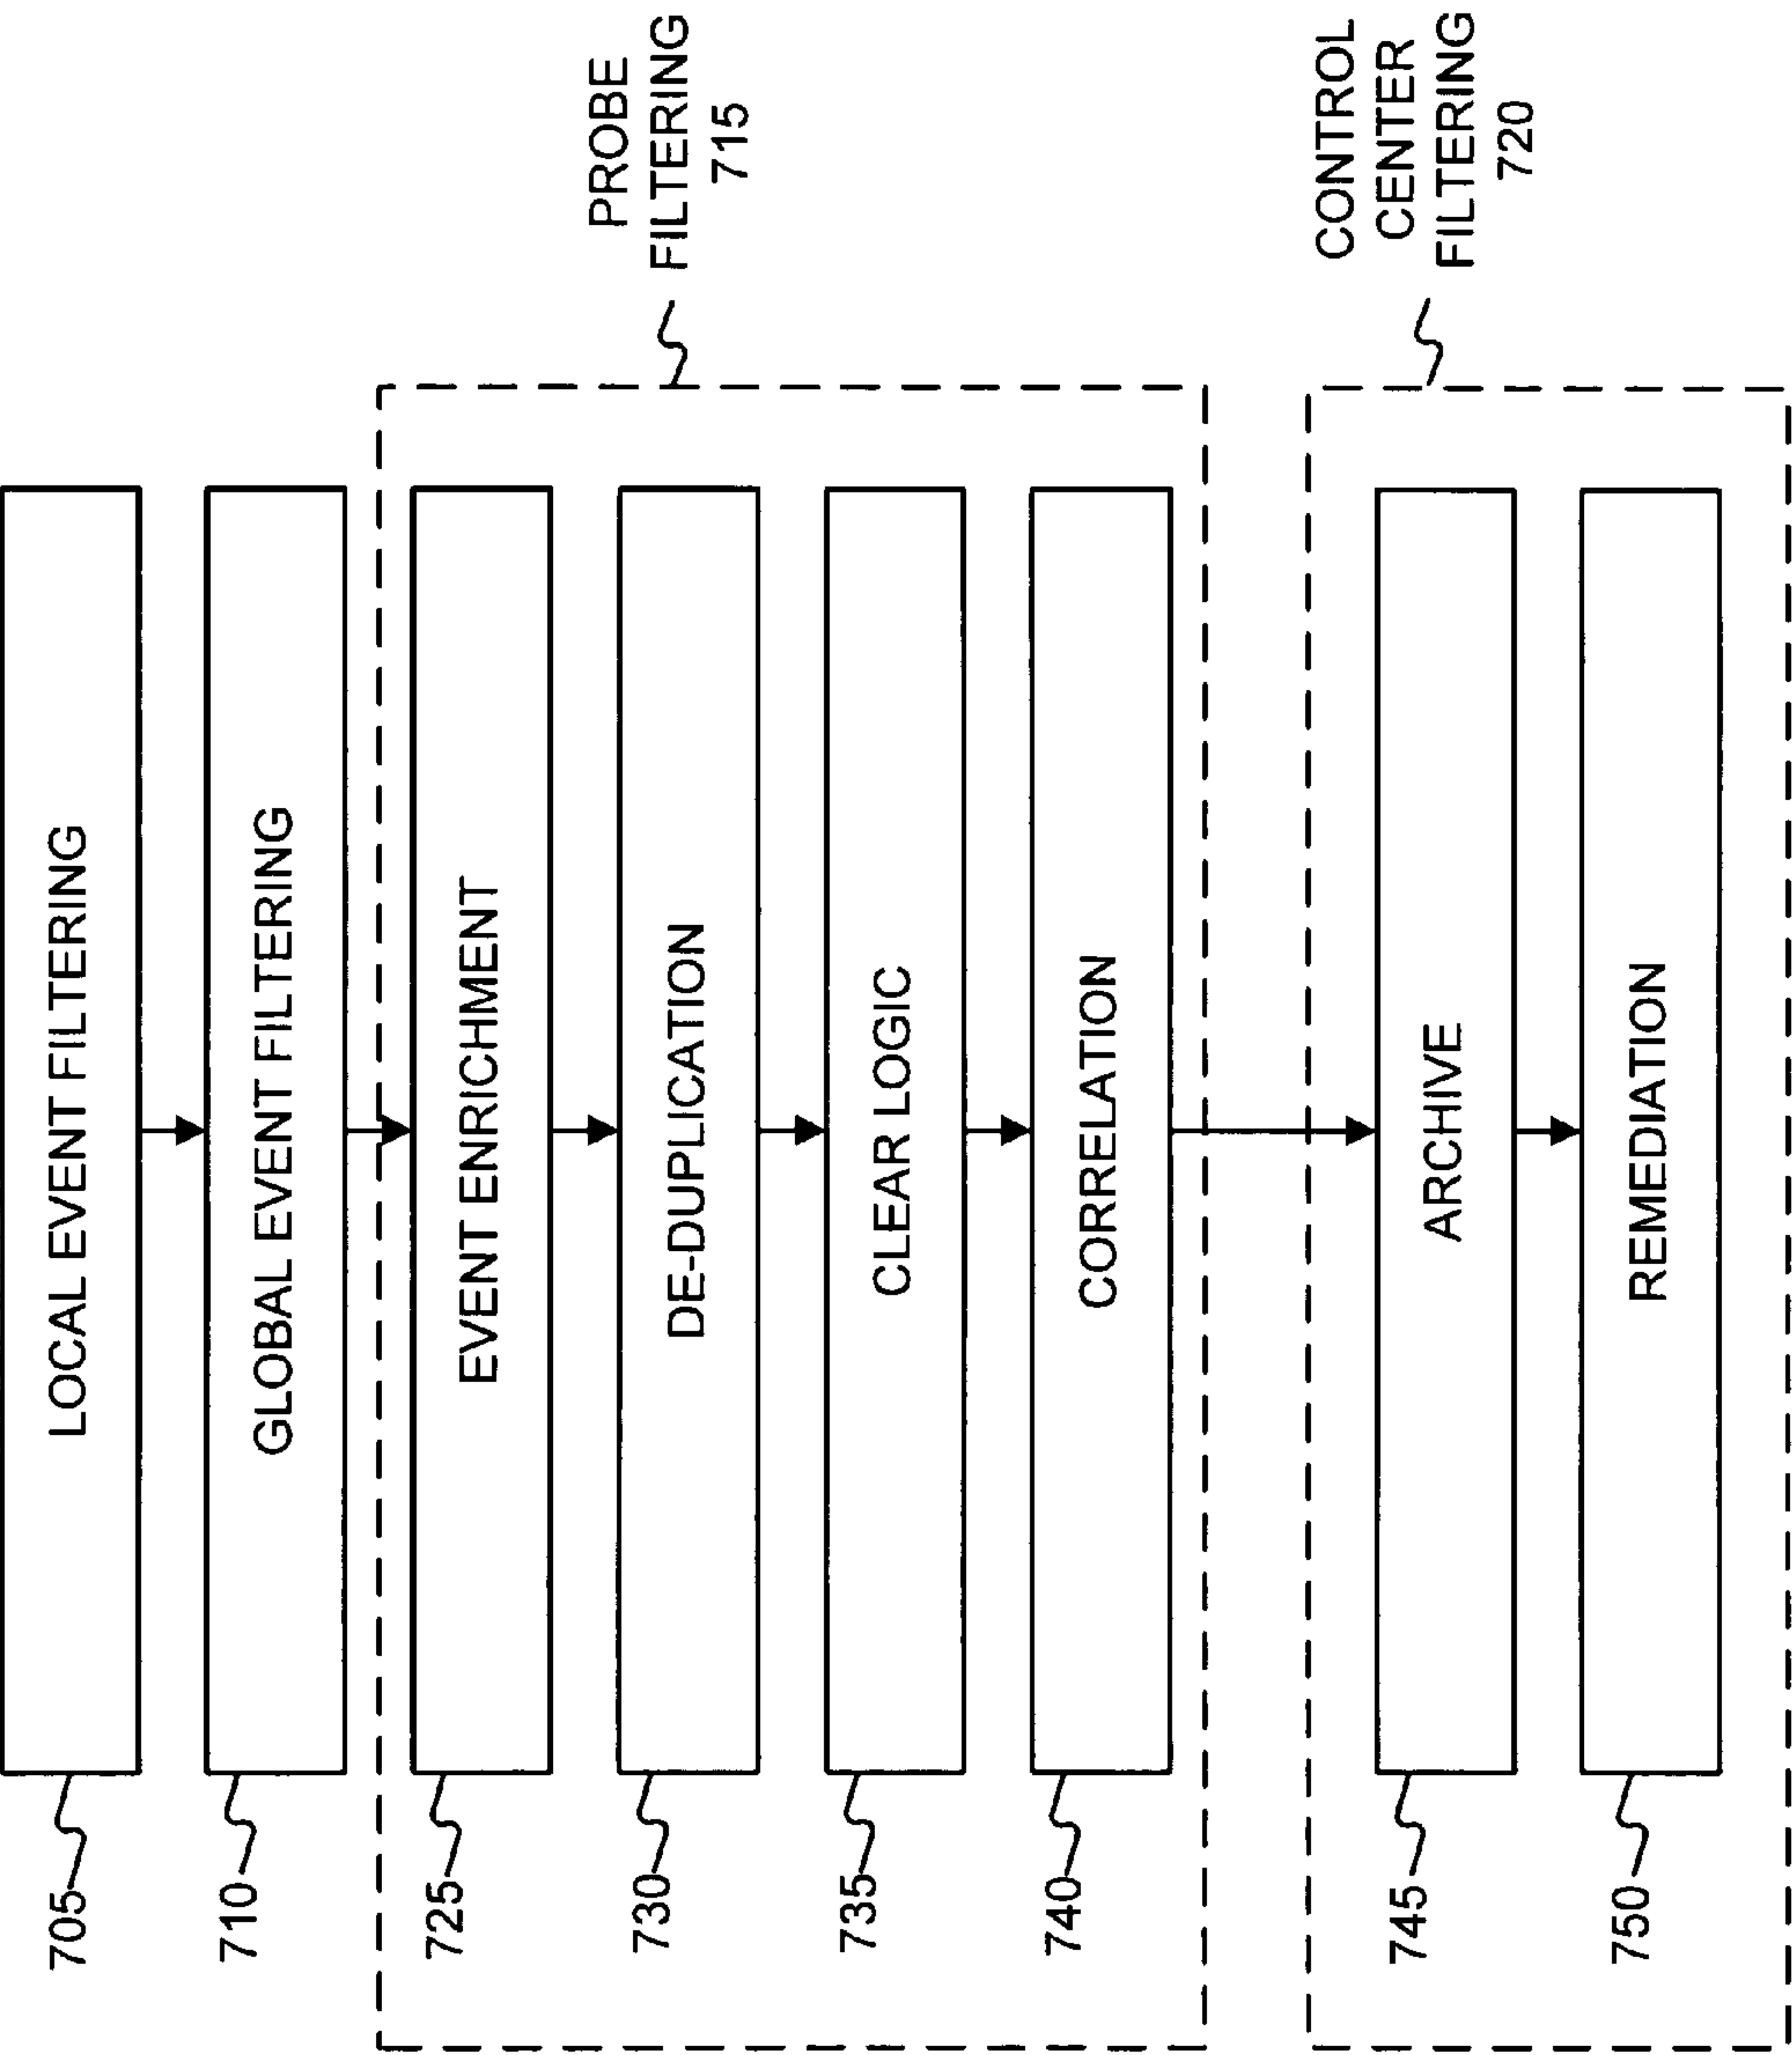 705
LOCAL EVENT FILTERING
710
GLOBAL EVENT FILTERING
PROBE
FILTERING
715
725
EVENT ENRICHMENT
730
DE-DUPLICATION
735
CLEAR LOGIC
740
CORRELATION
CONTROL
CENTER
FILTERING
720
745
ARCHIVE
750
REMEDIATION